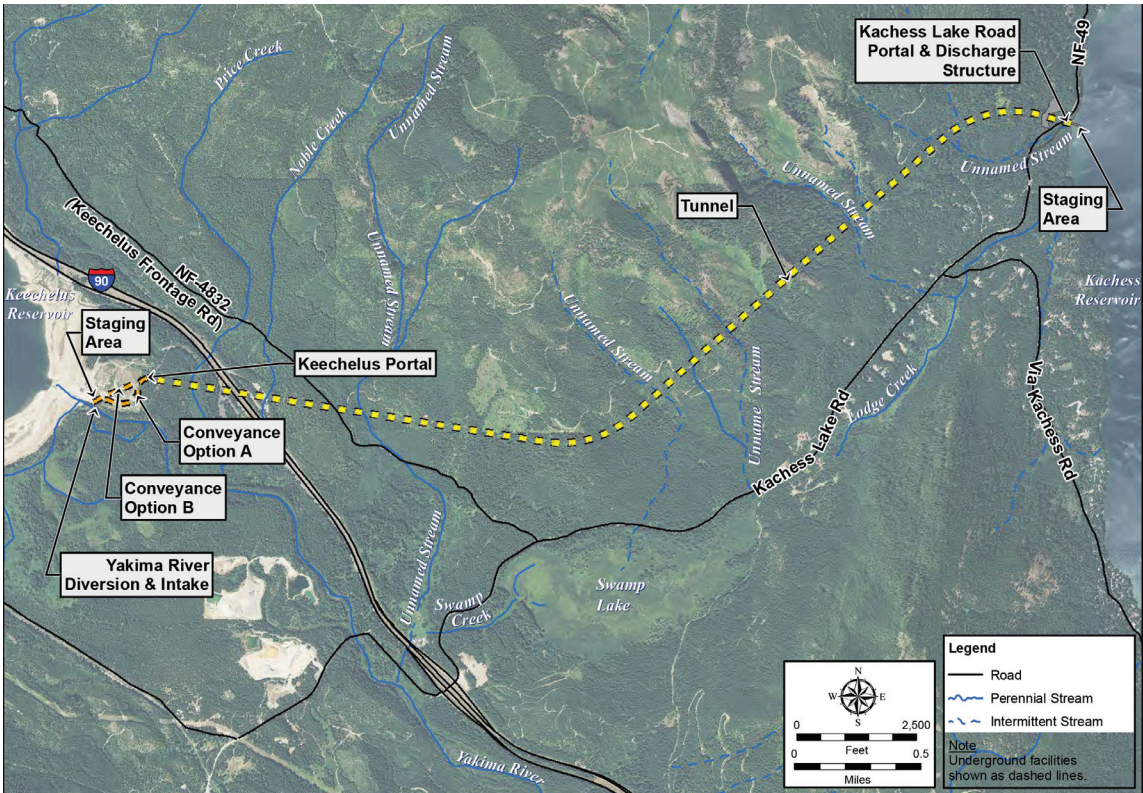 Price Creek
Unnamed Stream
Noble Creek
Kachess Lake Road
Portal & Discharge
Structure
NF-49
Unnamed Stream
Unnamed Stream
Staging
Area
Tunnel
(Keechelus Frontage Rd)
NF-4832
90
Keechelus
Reservoir
Staging
Area
Unnamed Stream
Keechelus Portal
Kachess
Reservoir
Unnamed Stream
Unname Stream
Conveyance
Option A
Conveyance
Option B
Yakima River
Diversion & Intake
Kachess Lake Rd
Lodge Creek
Via Kachess Rd
Unnamed Stream
Swamp
Creek
Swamp
Lake
Yakima River
N
W E
S
0 2,500
Feet
0 0.5
Miles
Legend
Road
Perennial Stream
Intermittent Stream
Note
Underground facilities
shown as dashed lines.